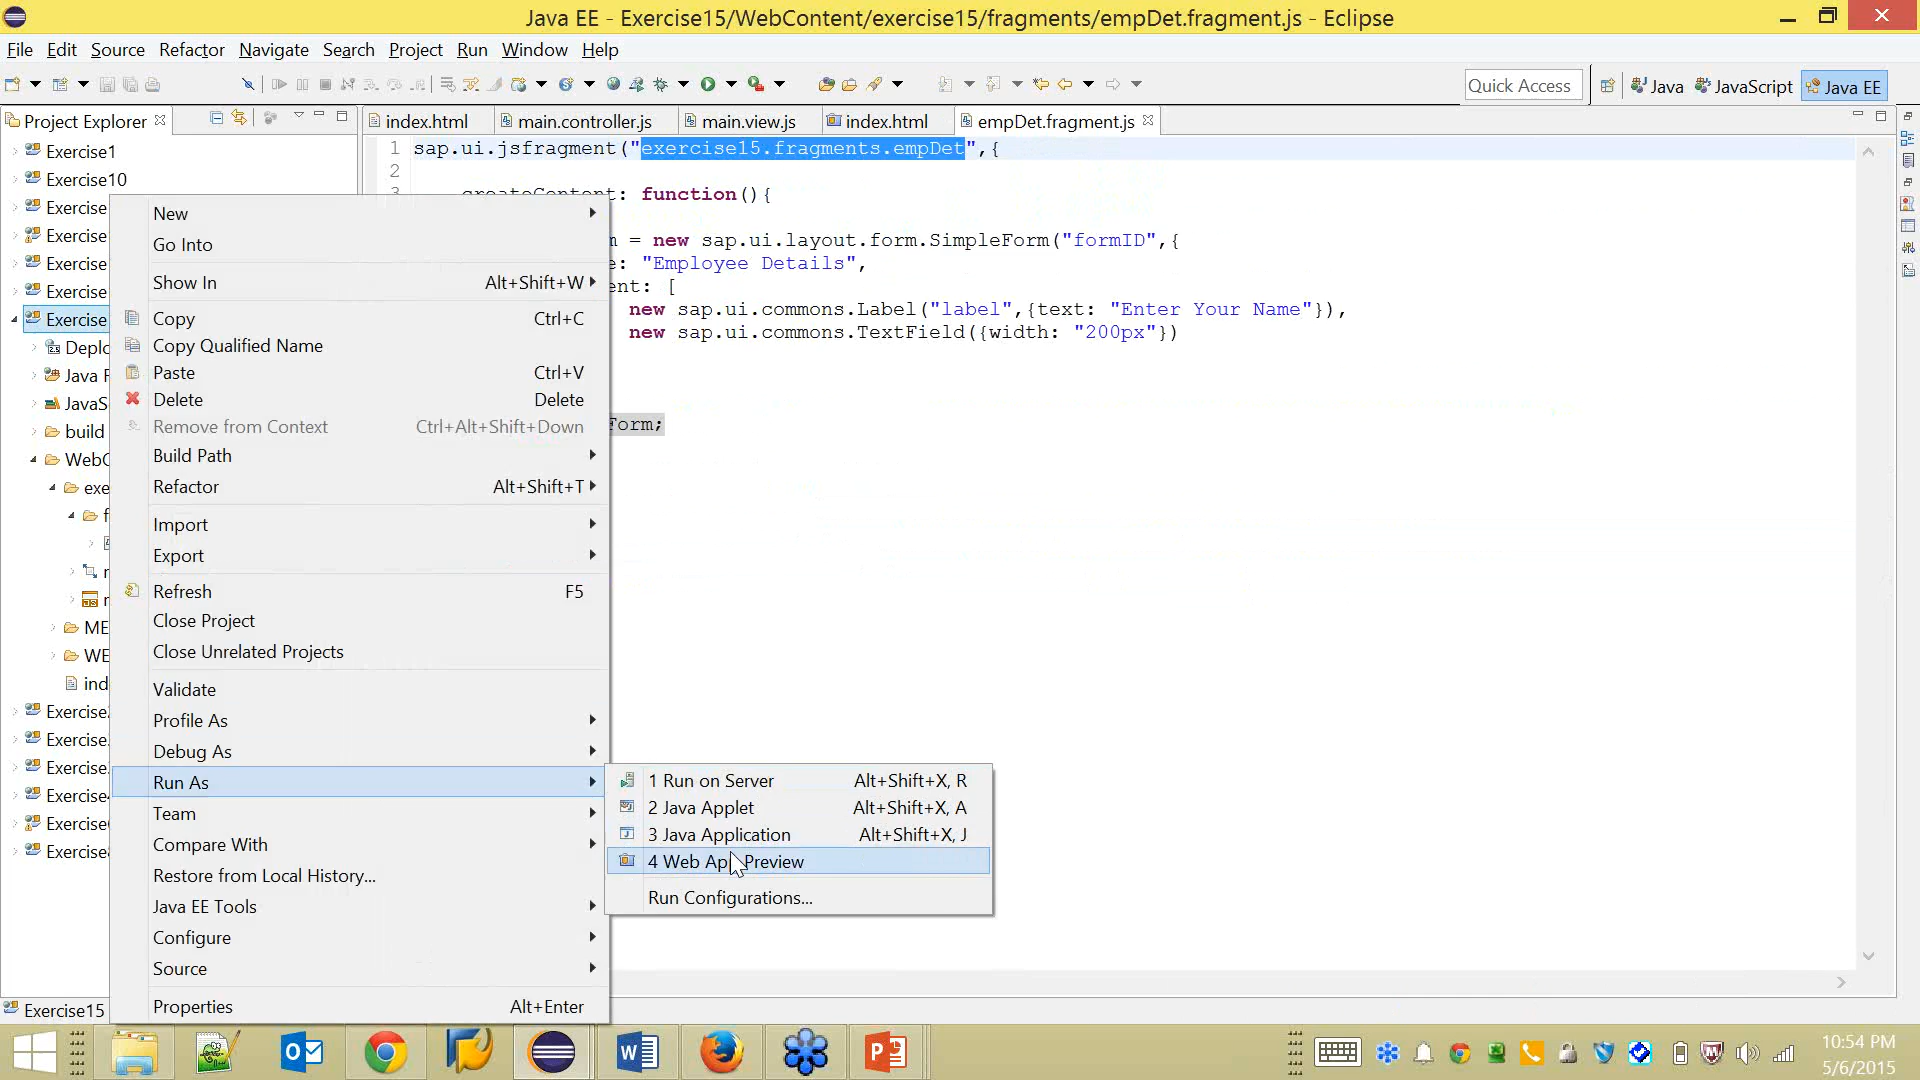 Java EE - Exercise15/WebContent/exercise15/fragments/empDet.fragment.js - Eclipse
File Edit Source Refactor Navigate Search Project Run Window Help
Quick Access
Java
JavaScript
Java EE
Project Explorer
index.html
main.controller.js
main.view.js
index.html
empDet.fragment.js
Exercise1
Exercise10
Exercise
Exercise
Exercise
Exercise
Exercise
Deplo
Java R
JavaS
build
WebC
exe
f
ME
WE
ind
Exercise2
Exercise
Exercise
Exercise4
Exercise
Exercise
1 sap.ui.jsfragment("exercise15.fragments.empDet",{
2
3 createContent: function(){
= new sap.ui.layout.form.SimpleForm("formID",{
e: "Employee Details",
ent: [
new sap.ui.commons.Label("label",{text: "Enter Your Name"}),
new sap.ui.commons.TextField({width: "200px"})
Form;
New
Go Into
Show In Alt+Shift+W
Copy Ctrl+C
Copy Qualified Name
Paste Ctrl+V
Delete Delete
Remove from Context Ctrl+Alt+Shift+Down
Build Path
Refactor Alt+Shift+T
Import
Export
Refresh F5
Close Project
Close Unrelated Projects
Validate
Profile As
Debug As
Run As
Team
Compare With
Restore from Local History...
Java EE Tools
Configure
Source
Properties Alt+Enter
1 Run on Server Alt+Shift+X, R
2 Java Applet Alt+Shift+X, A
3 Java Application Alt+Shift+X, J
4 Web App Preview
Run Configurations...
Exercise15
10:54 PM
5/6/2015